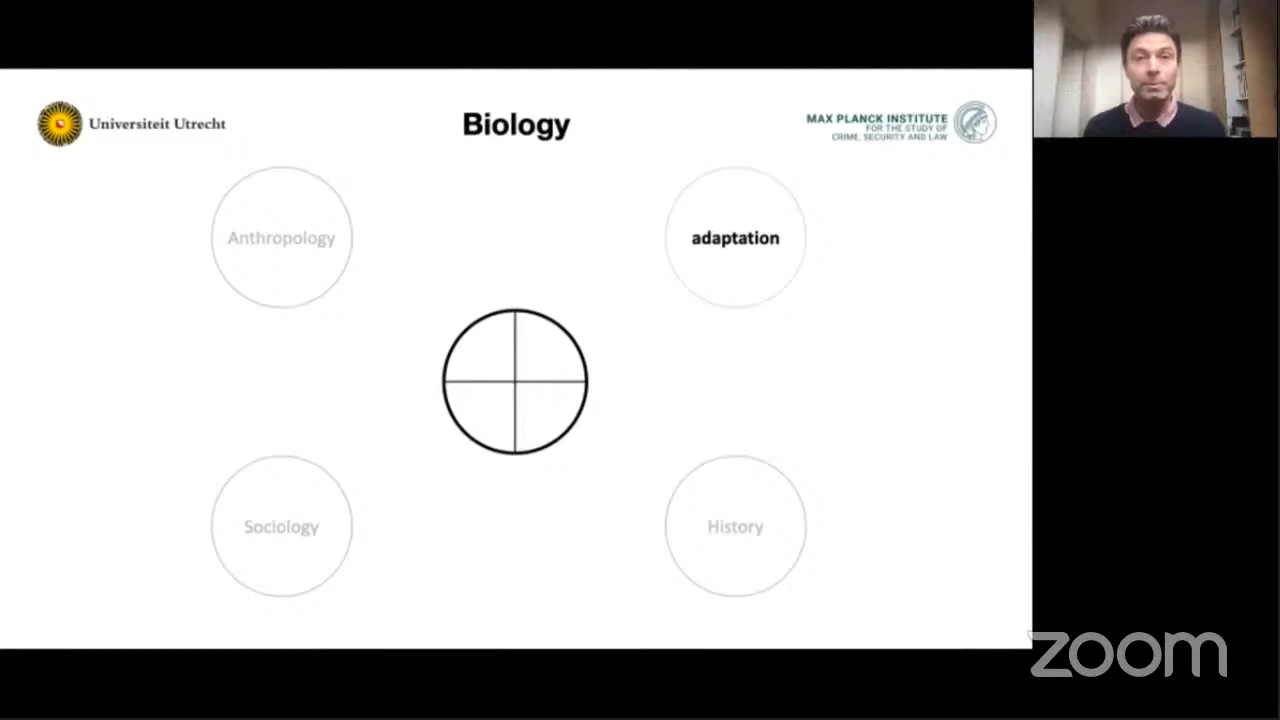 Universiteit Utrecht
Biology
MAX PLANCK INSTITUTE
FOR THE STUDY OF
CRIME, SECURITY AND LAW
Anthropology
adaptation
Sociology
History
zoom